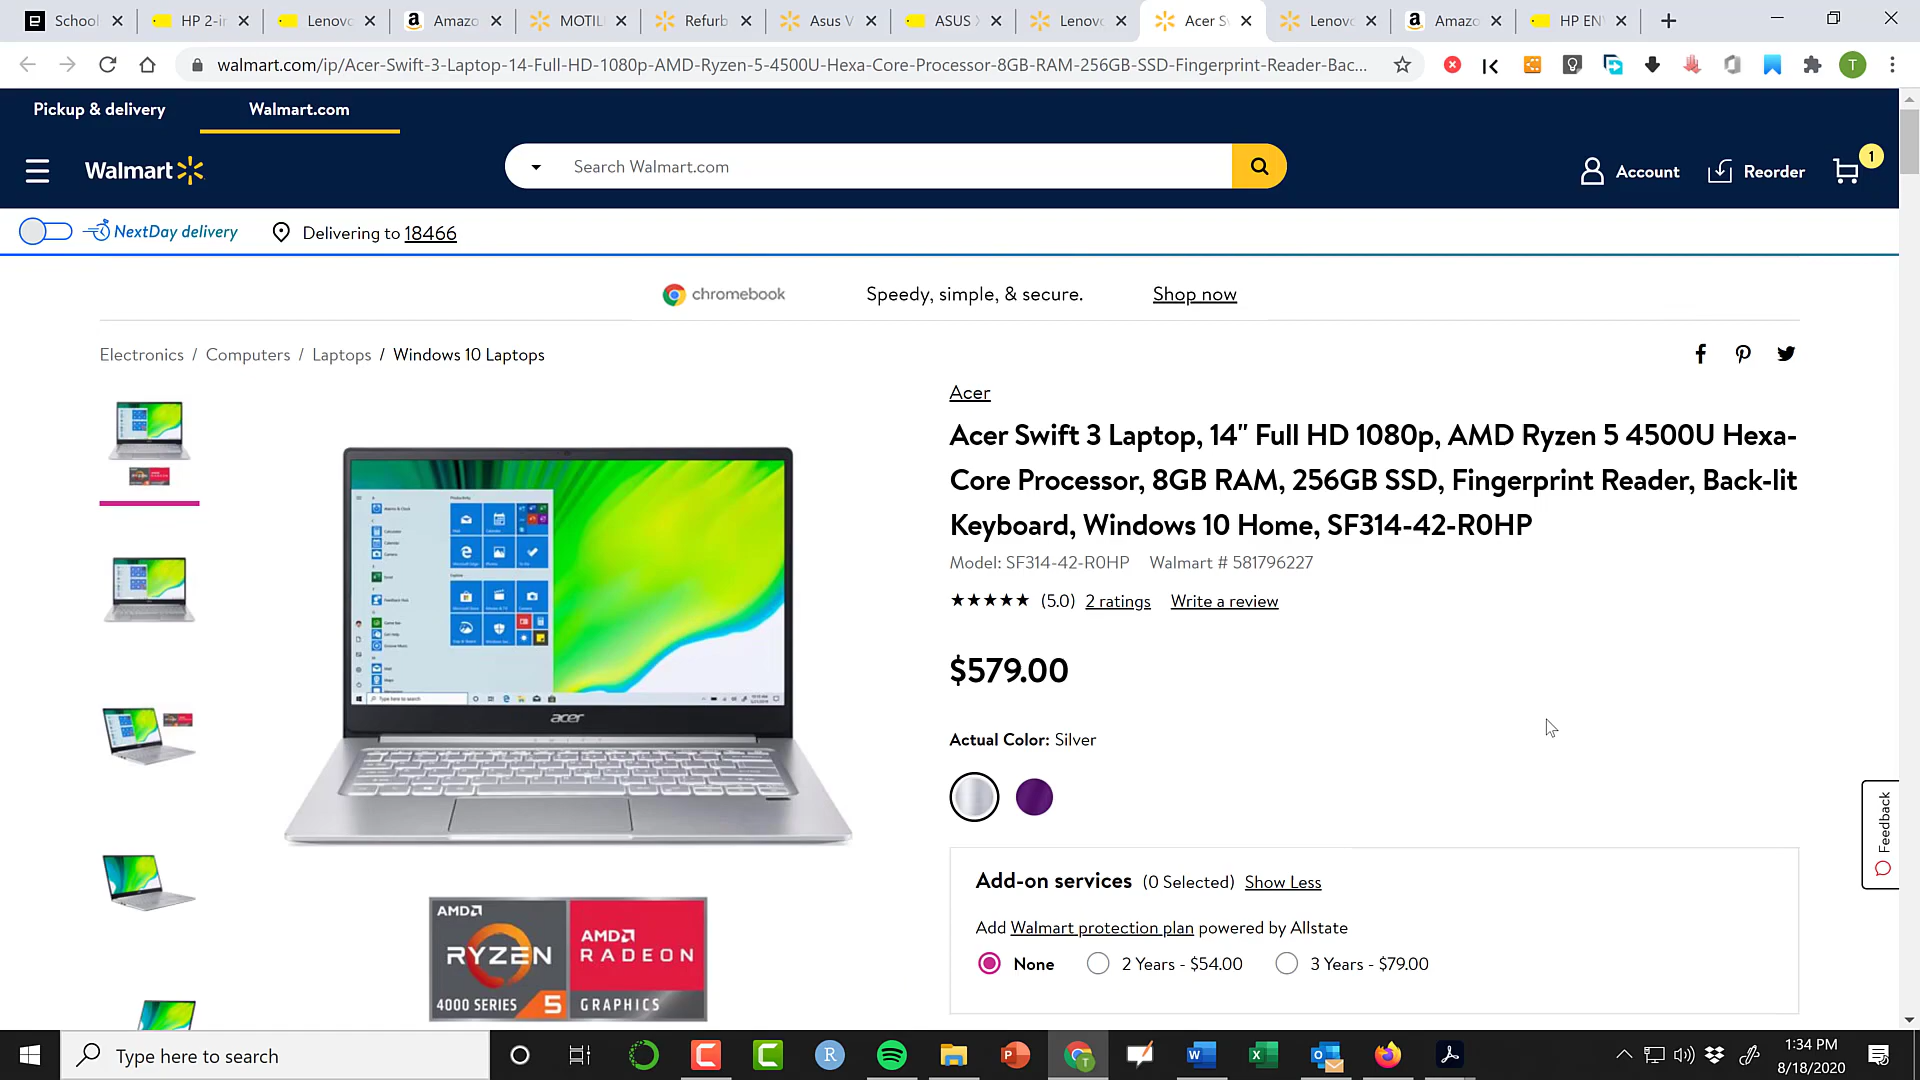 School
HP 2-in
Lenovo
Amazo
MOTIL
Refurb
Asus V
ASUS
Lenovo
Acer S
Lenovo
Amazo
HP EN
walmart.com/ip/Acer-Swift-3-Laptop-14-Full-HD-1080p-AMD-Ryzen-5-4500U-Hexa-Core-Processor-8GB-RAM-256GB-SSD-Fingerprint-Reader-Bac...
T
Pickup & delivery
Walmart.com
Walmart
Search Walmart.com
Account
Reorder
1
NextDay delivery
Delivering to 18466
chromebook
Speedy, simple, & secure.
Shop now
Electronics / Computers / Laptops / Windows 10 Laptops
Acer
Acer Swift 3 Laptop, 14" Full HD 1080p, AMD Ryzen 5 4500U Hexa-
Core Processor, 8GB RAM, 256GB SSD, Fingerprint Reader, Back-lit
Keyboard, Windows 10 Home, SF314-42-R0HP
Model: SF314-42-R0HP Walmart # 581796227
(5.0) 2 ratings Write a review
$579.00
Actual Color: Silver
acer
Feedback
Add-on services (0 Selected) Show Less
Add Walmart protection plan powered by Allstate
None
2 Years - $54.00
3 Years - $79.00
AMD
RYZEN
4000 SERIES 5
AMD
RADEON
GRAPHICS
Type here to search
1:34 PM
8/18/2020